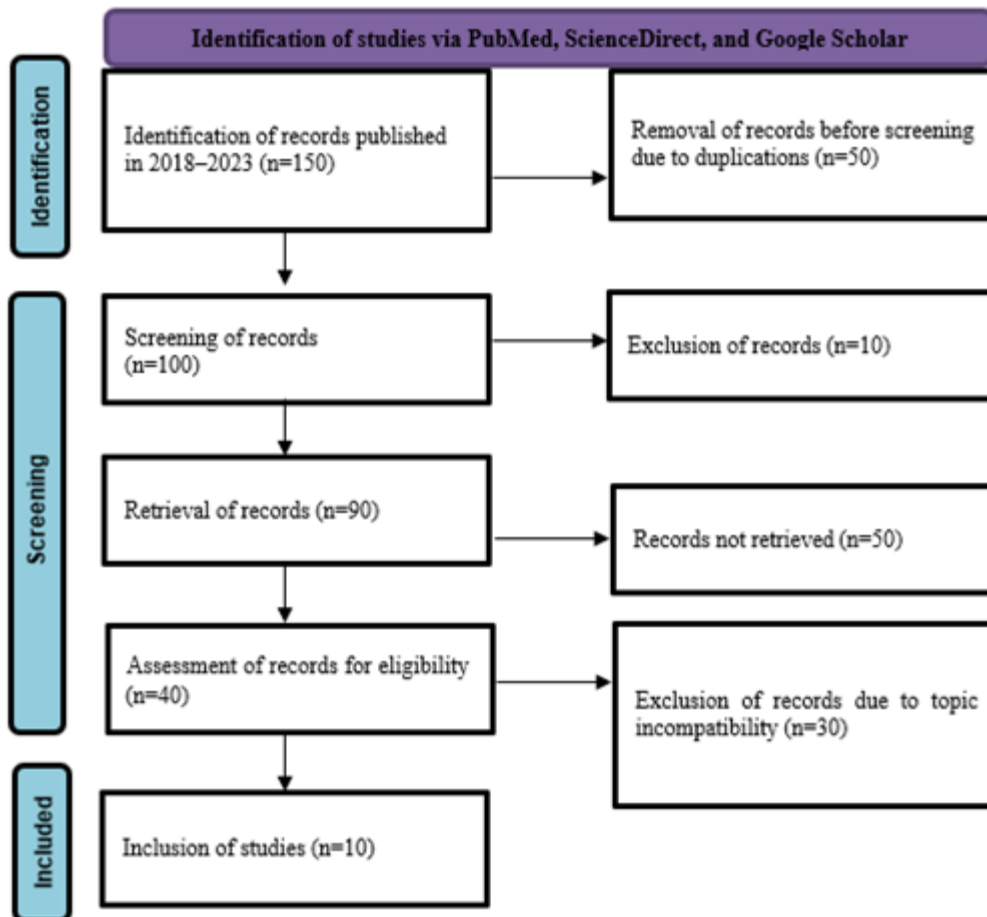 Identification of studies via PubMed, ScienceDirect, and Google Scholar
Identification
Identification of records published
in 2018–2023 (n=150)
Removal of records before screening
due to duplications (n=50)
Screening
Screening of records
(n=100)
Exclusion of records (n=10)
Retrieval of records (n=90)
Records not retrieved (n=50)
Assessment of records for eligibility
(n=40)
Exclusion of records due to topic
incompatibility (n=30)
Included
Inclusion of studies (n=10)